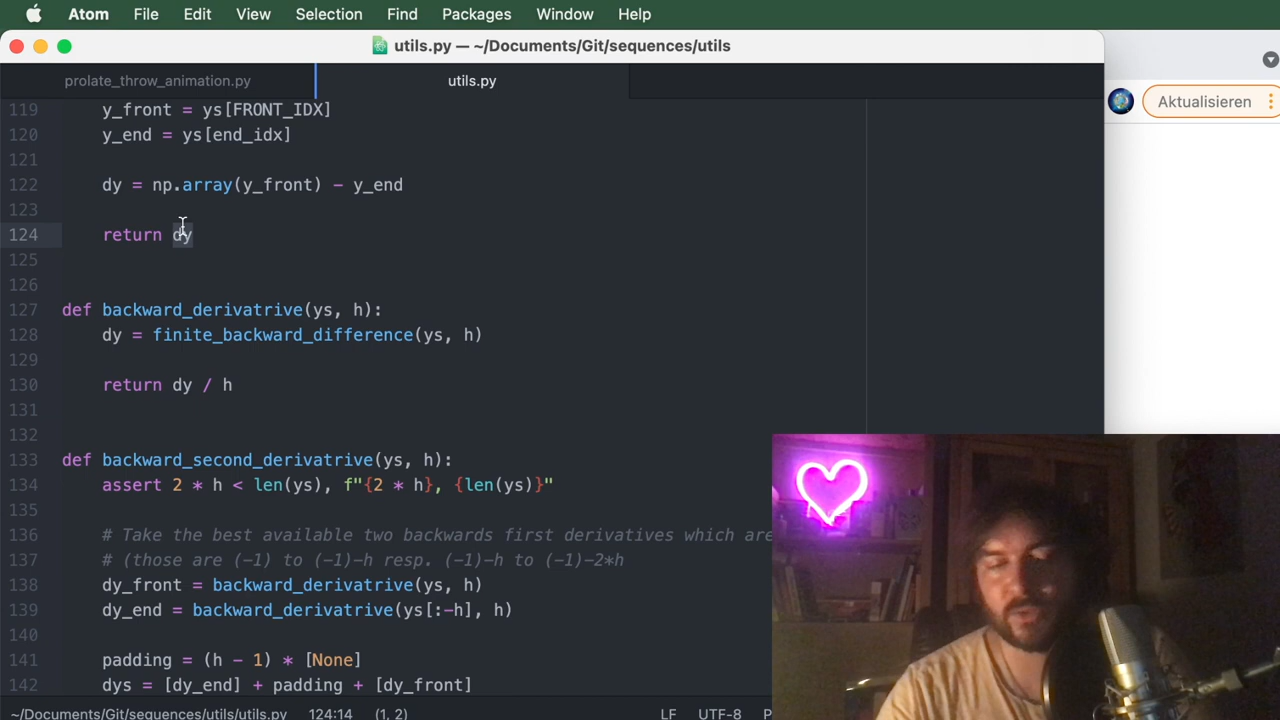 Atom File Edit View Selection Find Packages Window Help
utils.py — ~/Documents/Git/sequences/utils
prolate_throw_animation.py utils.py
Aktualisieren
119 y_front = ys[FRONT_IDX]
120 y_end = ys[end_idx]
121
122 dy = np.array(y_front) - y_end
123
124 return dy
125
126
127 def backward_derivatrive(ys, h):
128 dy = finite_backward_difference(ys, h)
129
130 return dy / h
131
132
133 def backward_second_derivatrive(ys, h):
134 assert 2 * h < len(ys), f"{2 * h}, {len(ys)}"
135
136 # Take the best available two backwards first derivatives which are
137 # (those are (-1) to (-1)-h resp. (-1)-h to (-1)-2*h
138 dy_front = backward_derivatrive(ys, h)
139 dy_end = backward_derivatrive(ys[:-h], h)
140
141 padding = (h - 1) * [None]
142 dys = [dy_end] + padding + [dy_front]
~/Documents/Git/sequences/utils/utils.py 124:14 (1, 2) LF UTF-8 P